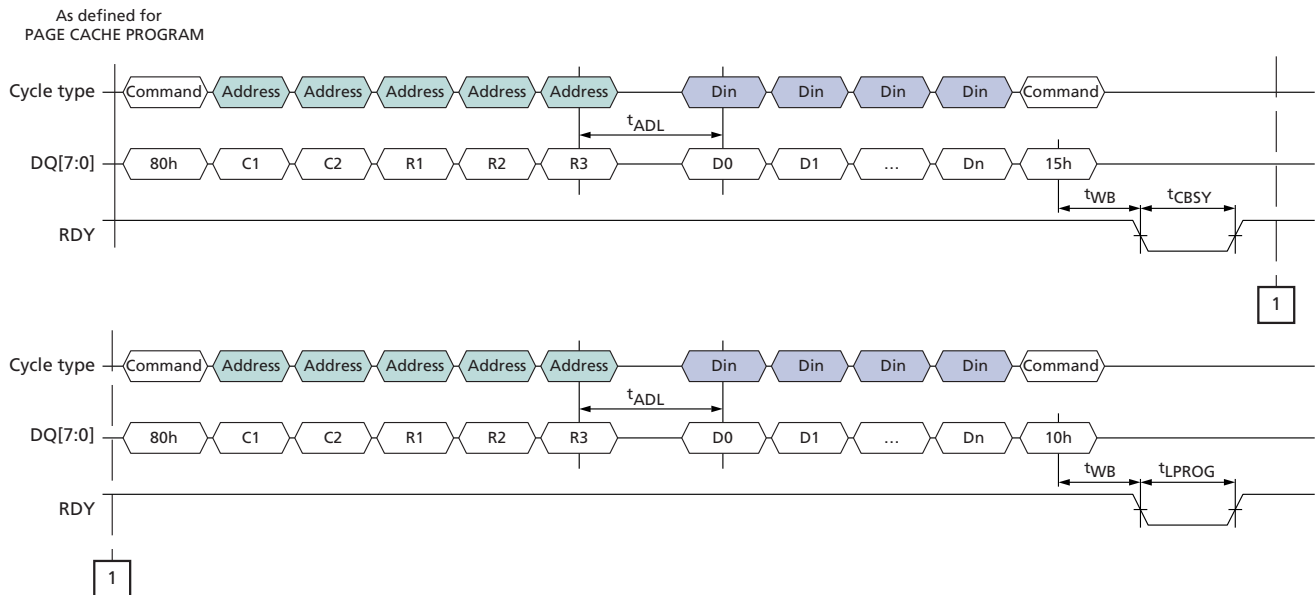 As defined for
PAGE CACHE PROGRAM
Cycle type Command Address Address Address Address Address Din Din Din Din Command
tADL
DQ[7:0] 80h C1 C2 R1 R2 R3 D0 D1 … Dn 15h
tWB tCBSY
RDY
1
Cycle type Command Address Address Address Address Address Din Din Din Din Command
tADL
DQ[7:0] 80h C1 C2 R1 R2 R3 D0 D1 … Dn 10h
tWB tLPROG
RDY
1